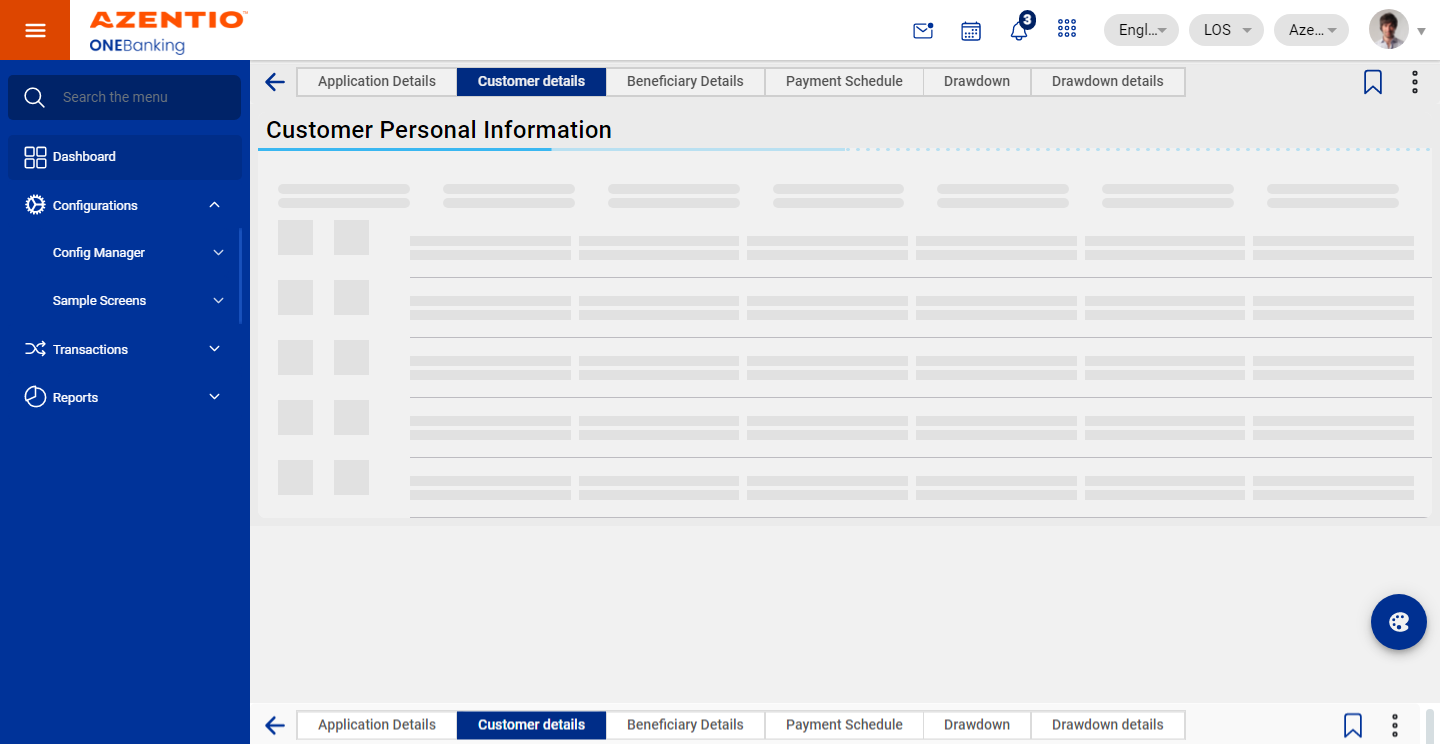 AZENTIO™
ONEBanking
3
Engl...
LOS
Aze...
Search the menu
Dashboard
Configurations
Config Manager
Sample Screens
Transactions
Reports
Application Details
Customer details
Beneficiary Details
Payment Schedule
Drawdown
Drawdown details
Customer Personal Information
Application Details
Customer details
Beneficiary Details
Payment Schedule
Drawdown
Drawdown details